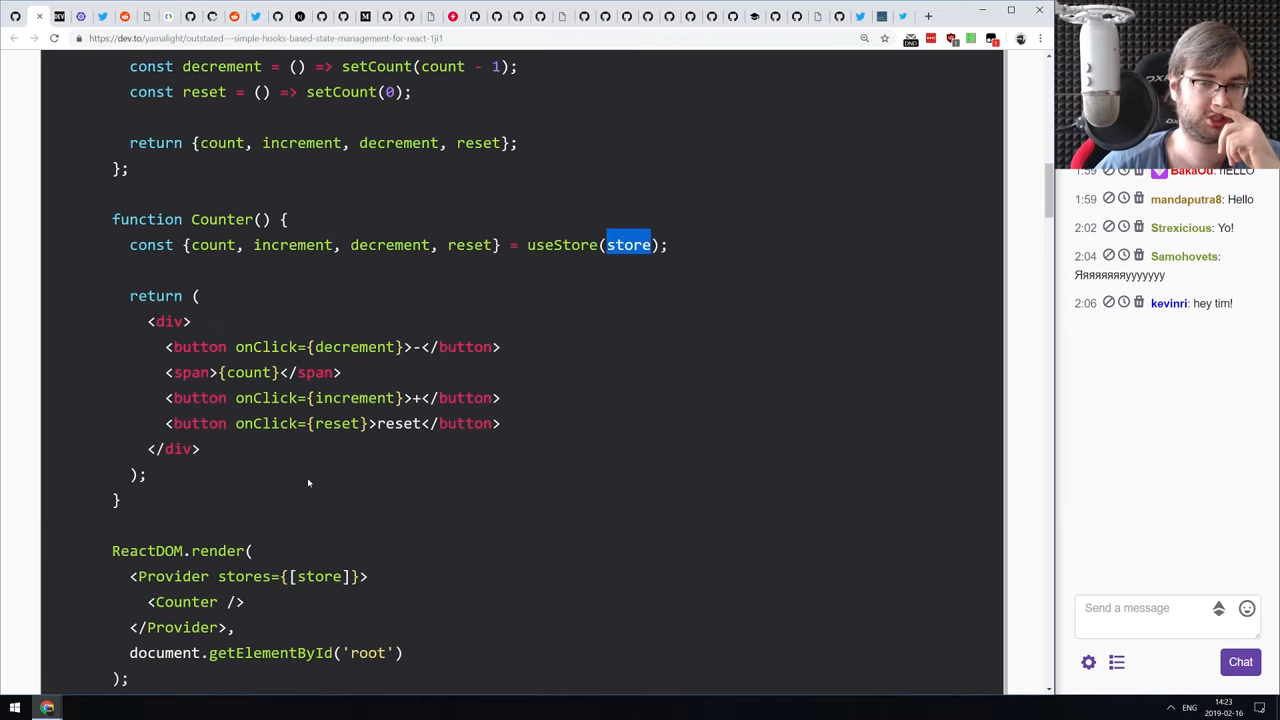 https://dev.to/yamalight/outstated---simple-hooks-based-state-management-for-react-1ji1
const decrement = () => setCount(count - 1);
const reset = () => setCount(0);
return {count, increment, decrement, reset};
};
function Counter() {
const {count, increment, decrement, reset} = useStore(store);
return (
<div>
<button onClick={decrement}>-</button>
<span>{count}</span>
<button onClick={increment}>+</button>
<button onClick={reset}>reset</button>
</div>
);
}
ReactDOM.render(
<Provider stores={[store]}>
<Counter />
</Provider>,
document.getElementById('root')
);
1:59 BakaOu: hELLO
1:59 mandaputra8: Hello
2:02 Strexicious: Yo!
2:04 Samohovets:
Яяяяяяяяууууууу
2:06 kevinri: hey tim!
Send a message
Chat
ENG
14:23
2019-02-16